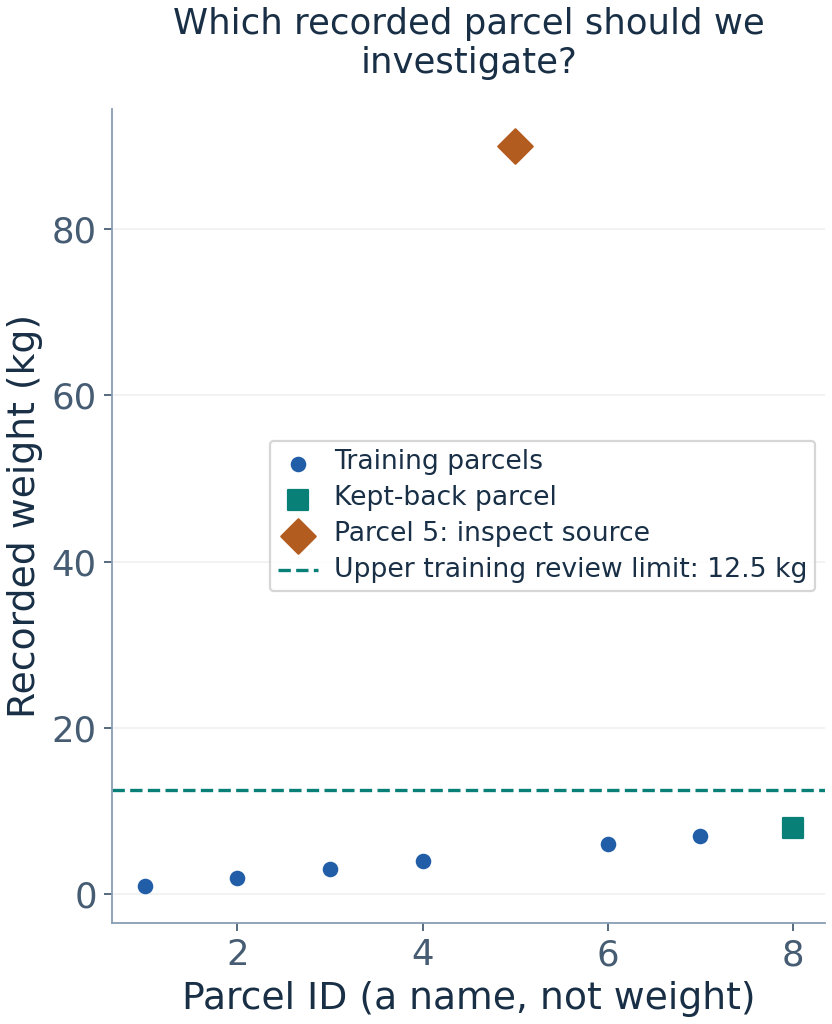 Which recorded parcel should we
investigate?
Recorded weight (kg)
80
60
40
20
0
Training parcels
Kept-back parcel
Parcel 5: inspect source
Upper training review limit: 12.5 kg
2
4
6
8
Parcel ID (a name, not weight)